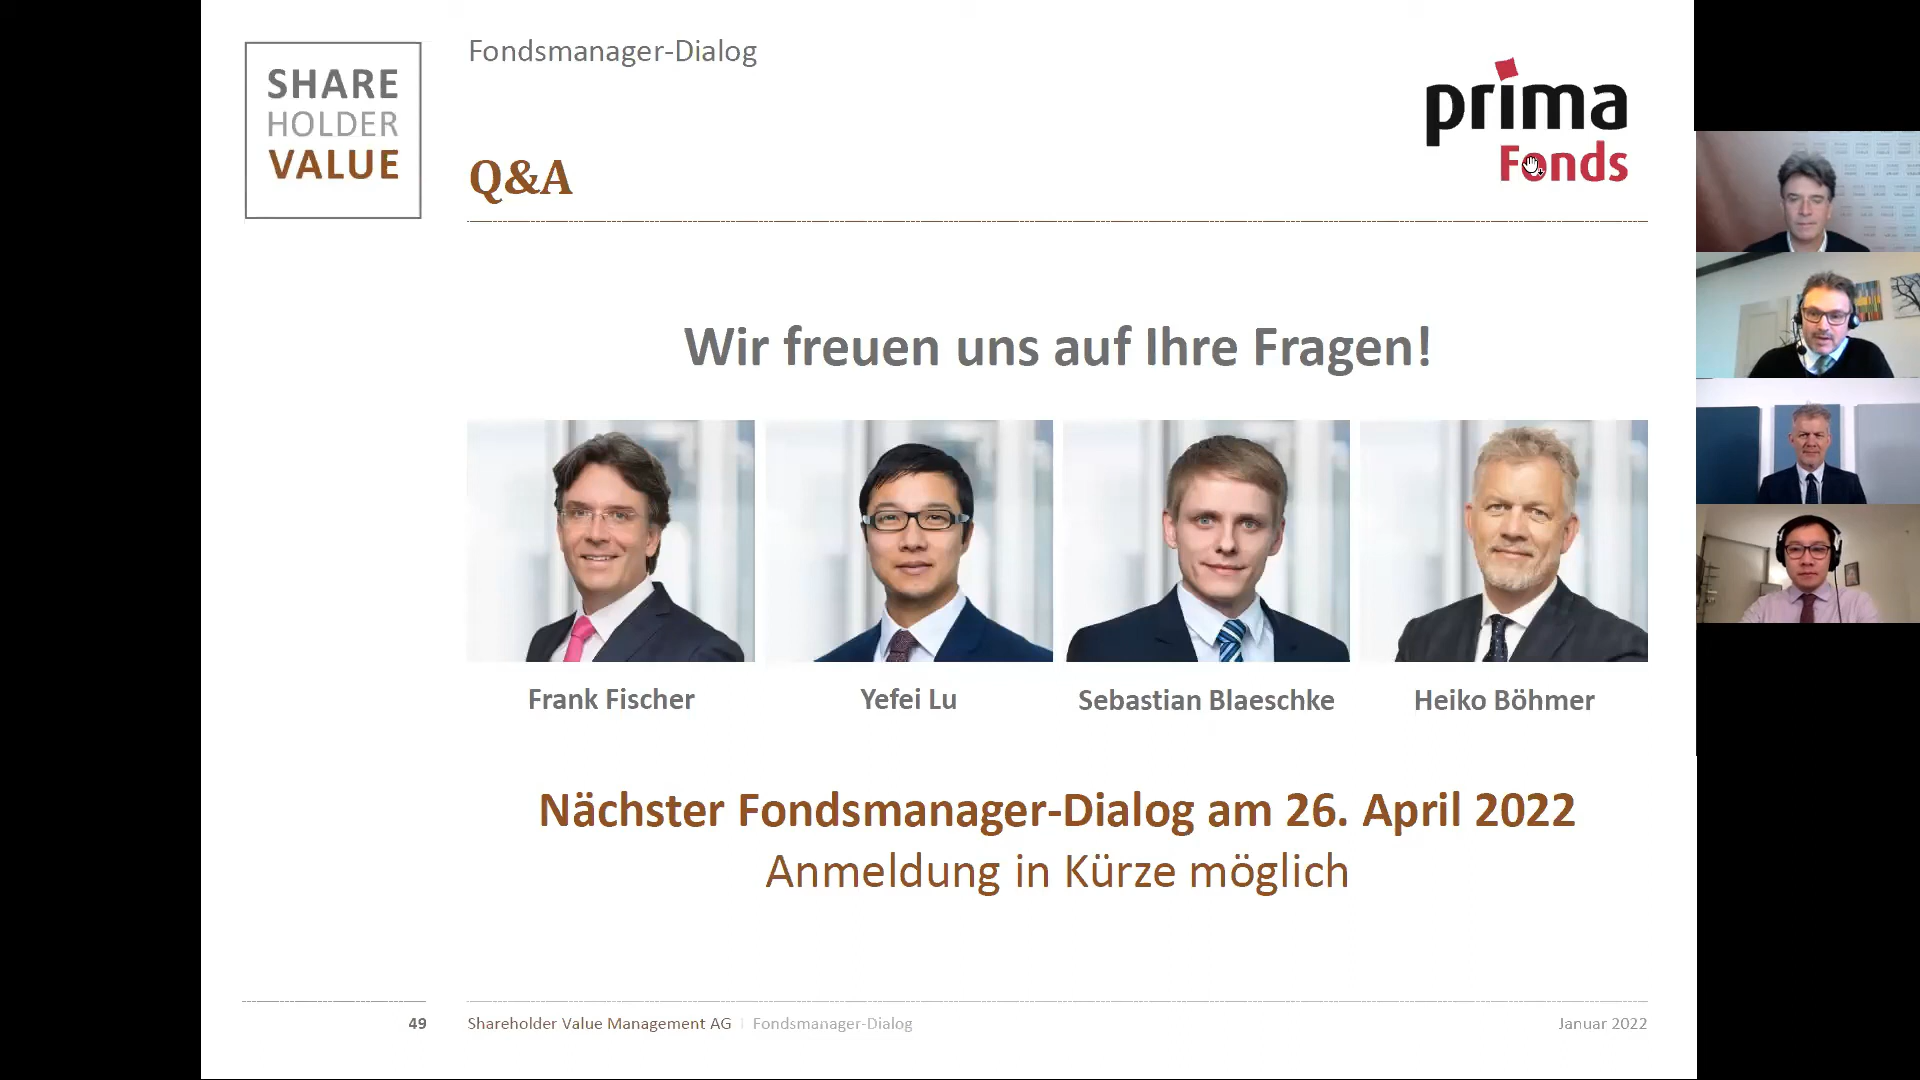 SHARE
HOLDER
VALUE
Fondsmanager-Dialog
Q&A
prima
Fonds
Wir freuen uns auf Ihre Fragen!
Frank Fischer
Yefei Lu
Sebastian Blaeschke
Heiko Böhmer
Nächster Fondsmanager-Dialog am 26. April 2022
Anmeldung in Kürze möglich
49
Shareholder Value Management AG | Fondsmanager-Dialog
Januar 2022